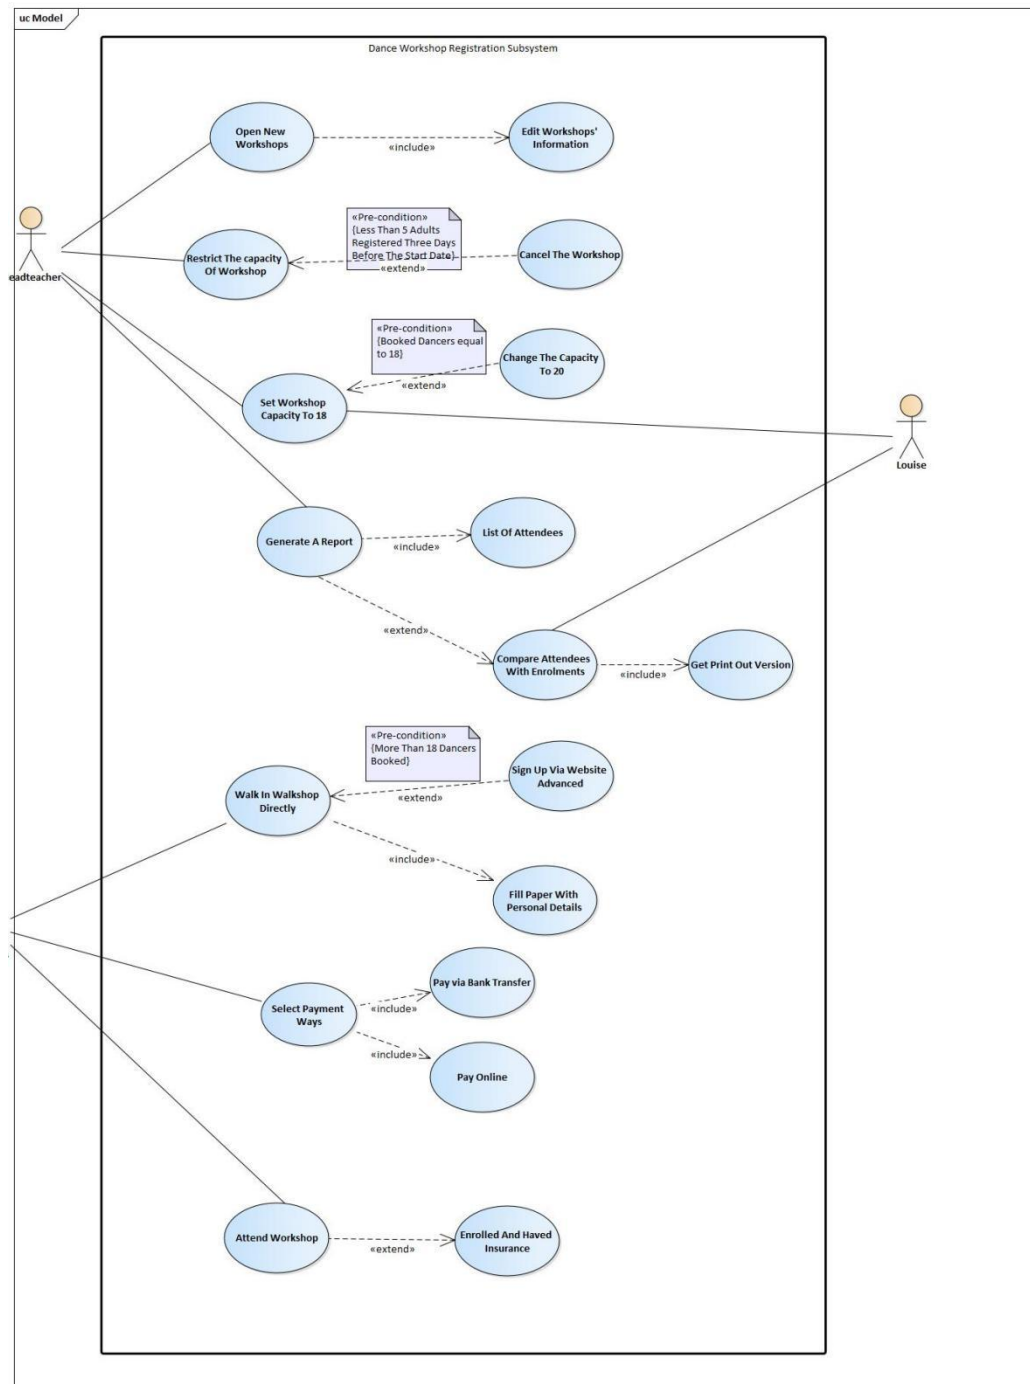 uc Model
Dance Workshop Registration Subsystem
Open New
Workshops
«include»
Edit Workshops'
Information
eadteacher
Restrict The capacity
Of Workshop
«Pre-condition»
{Less Than 5 Adults
Registered Three Days
Before The Start Date}
«extend»
Cancel The Workshop
«Pre-condition»
{Booked Dancers equal
to 18}
«extend»
Change The Capacity
To 20
Set Workshop
Capacity To 18
Louise
Generate A Report
«include»
List Of Attendees
«extend»
Compare Attendees
With Enrolments
«include»
Get Print Out Version
«Pre-condition»
{More Than 18 Dancers
Booked}
Walk In Walkshop
Directly
«extend»
Sign Up Via Website
Advanced
«include»
Fill Paper With
Personal Details
Select Payment
Ways
«include»
Pay via Bank Transfer
«include»
Pay Online
Attend Workshop
«extend»
Enrolled And Haved
Insurance